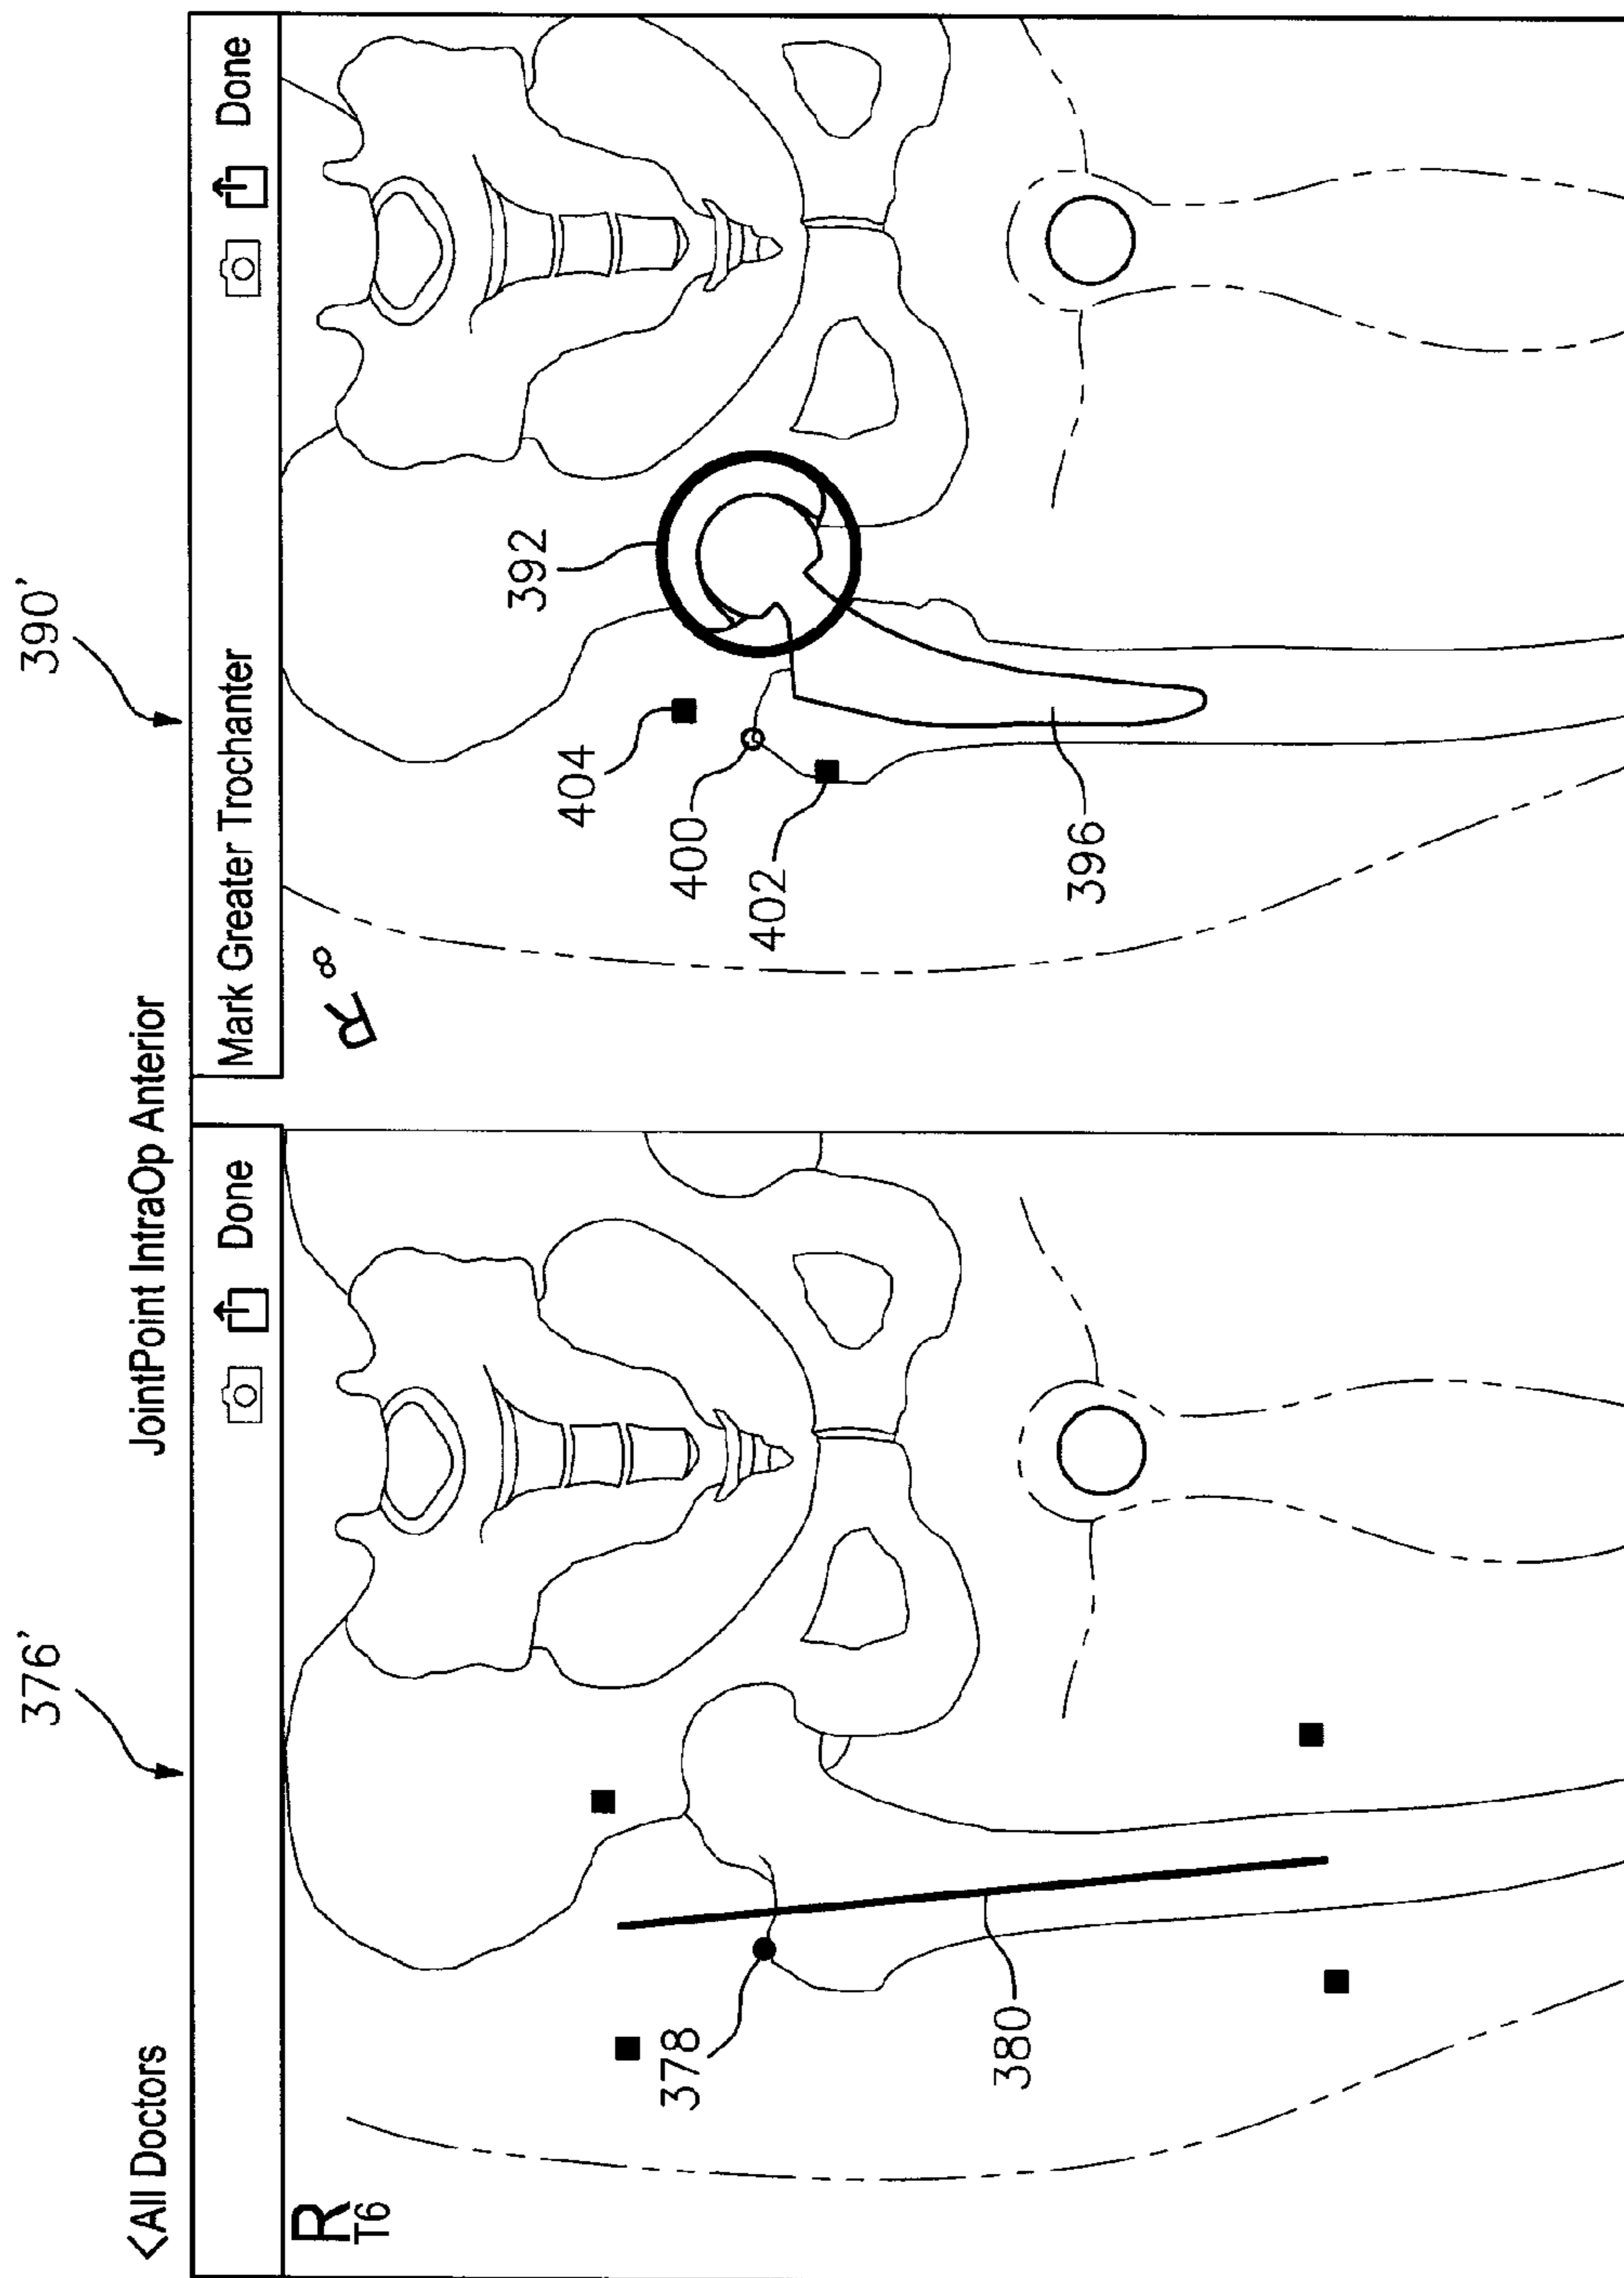 376'
390'
<All Doctors
JointPoint IntraOp Anterior
Done
Mark Greater Trochanter
Done
R
T6
R
8
378
380
392
404
400
402
396